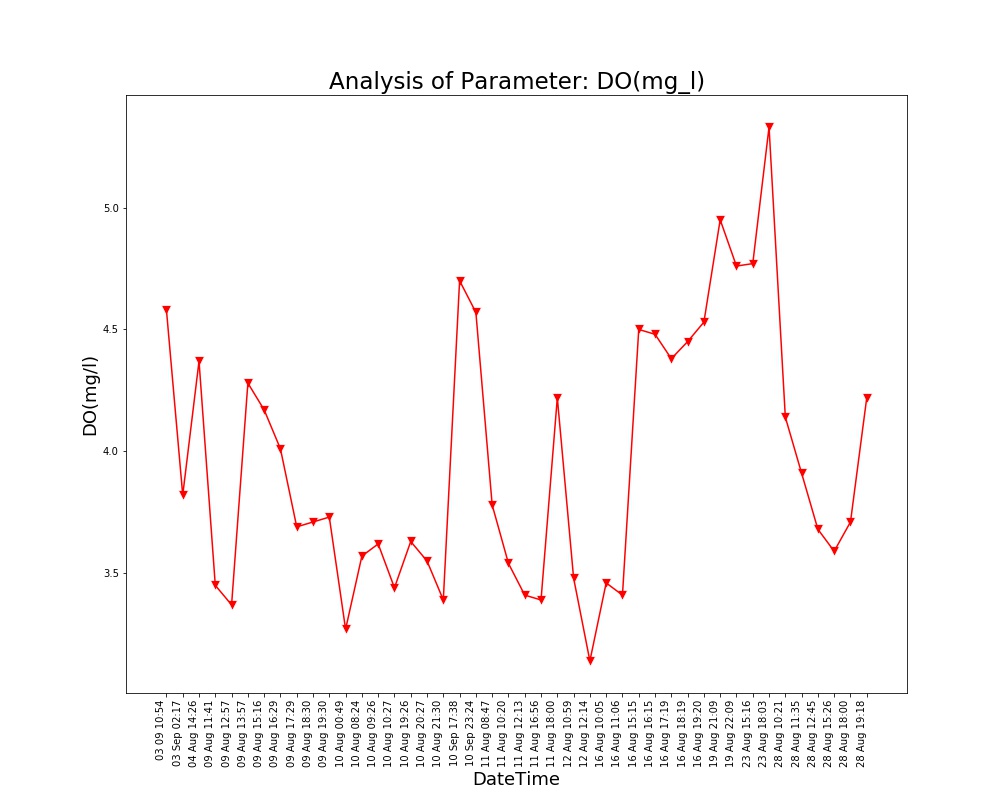 Analysis of Parameter: DO(mg_l)
DO(mg/l)
5.0
4.5
4.0
3.5
03 09 10:54
03 Sep 02:17
04 Aug 14:26
09 Aug 11:41
09 Aug 12:57
09 Aug 13:57
09 Aug 15:16
09 Aug 16:29
09 Aug 17:29
09 Aug 18:30
09 Aug 19:30
10 Aug 00:49
10 Aug 08:24
10 Aug 09:26
10 Aug 10:27
10 Aug 19:26
10 Aug 20:27
10 Aug 21:30
10 Sep 17:38
10 Sep 23:24
11 Aug 08:47
11 Aug 10:20
11 Aug 12:13
11 Aug 16:56
11 Aug 18:00
12 Aug 10:59
12 Aug 12:14
16 Aug 10:05
16 Aug 11:06
16 Aug 15:15
16 Aug 16:15
16 Aug 17:19
16 Aug 18:19
16 Aug 19:20
19 Aug 21:09
19 Aug 22:09
23 Aug 15:16
23 Aug 18:03
28 Aug 10:21
28 Aug 11:35
28 Aug 12:45
28 Aug 15:26
28 Aug 18:00
28 Aug 19:18
DateTime